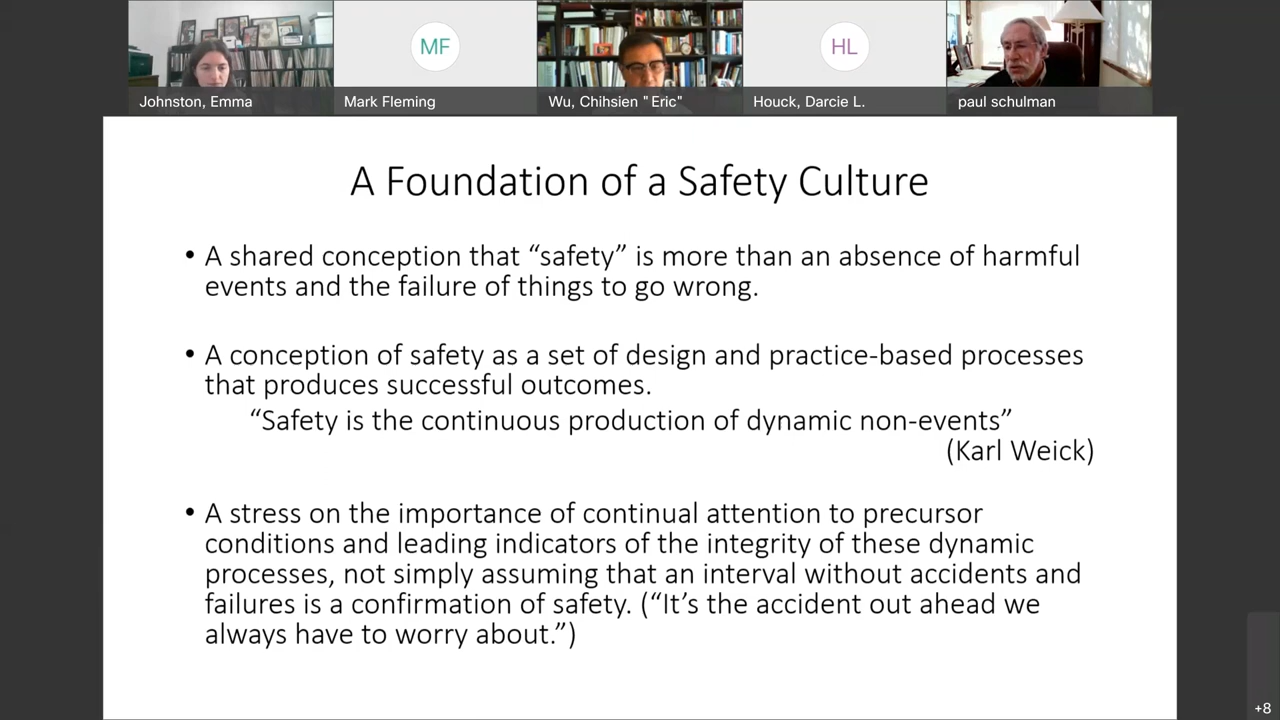 MF
HL
Johnston, Emma
Mark Fleming
Wu, Chihsien "Eric"
Houck, Darcie L.
paul schulman
A Foundation of a Safety Culture
• A shared conception that “safety” is more than an absence of harmful
events and the failure of things to go wrong.
• A conception of safety as a set of design and practice-based processes
that produces successful outcomes.
“Safety is the continuous production of dynamic non-events”
(Karl Weick)
• A stress on the importance of continual attention to precursor
conditions and leading indicators of the integrity of these dynamic
processes, not simply assuming that an interval without accidents and
failures is a confirmation of safety. (“It’s the accident out ahead we
always have to worry about.”)
+8